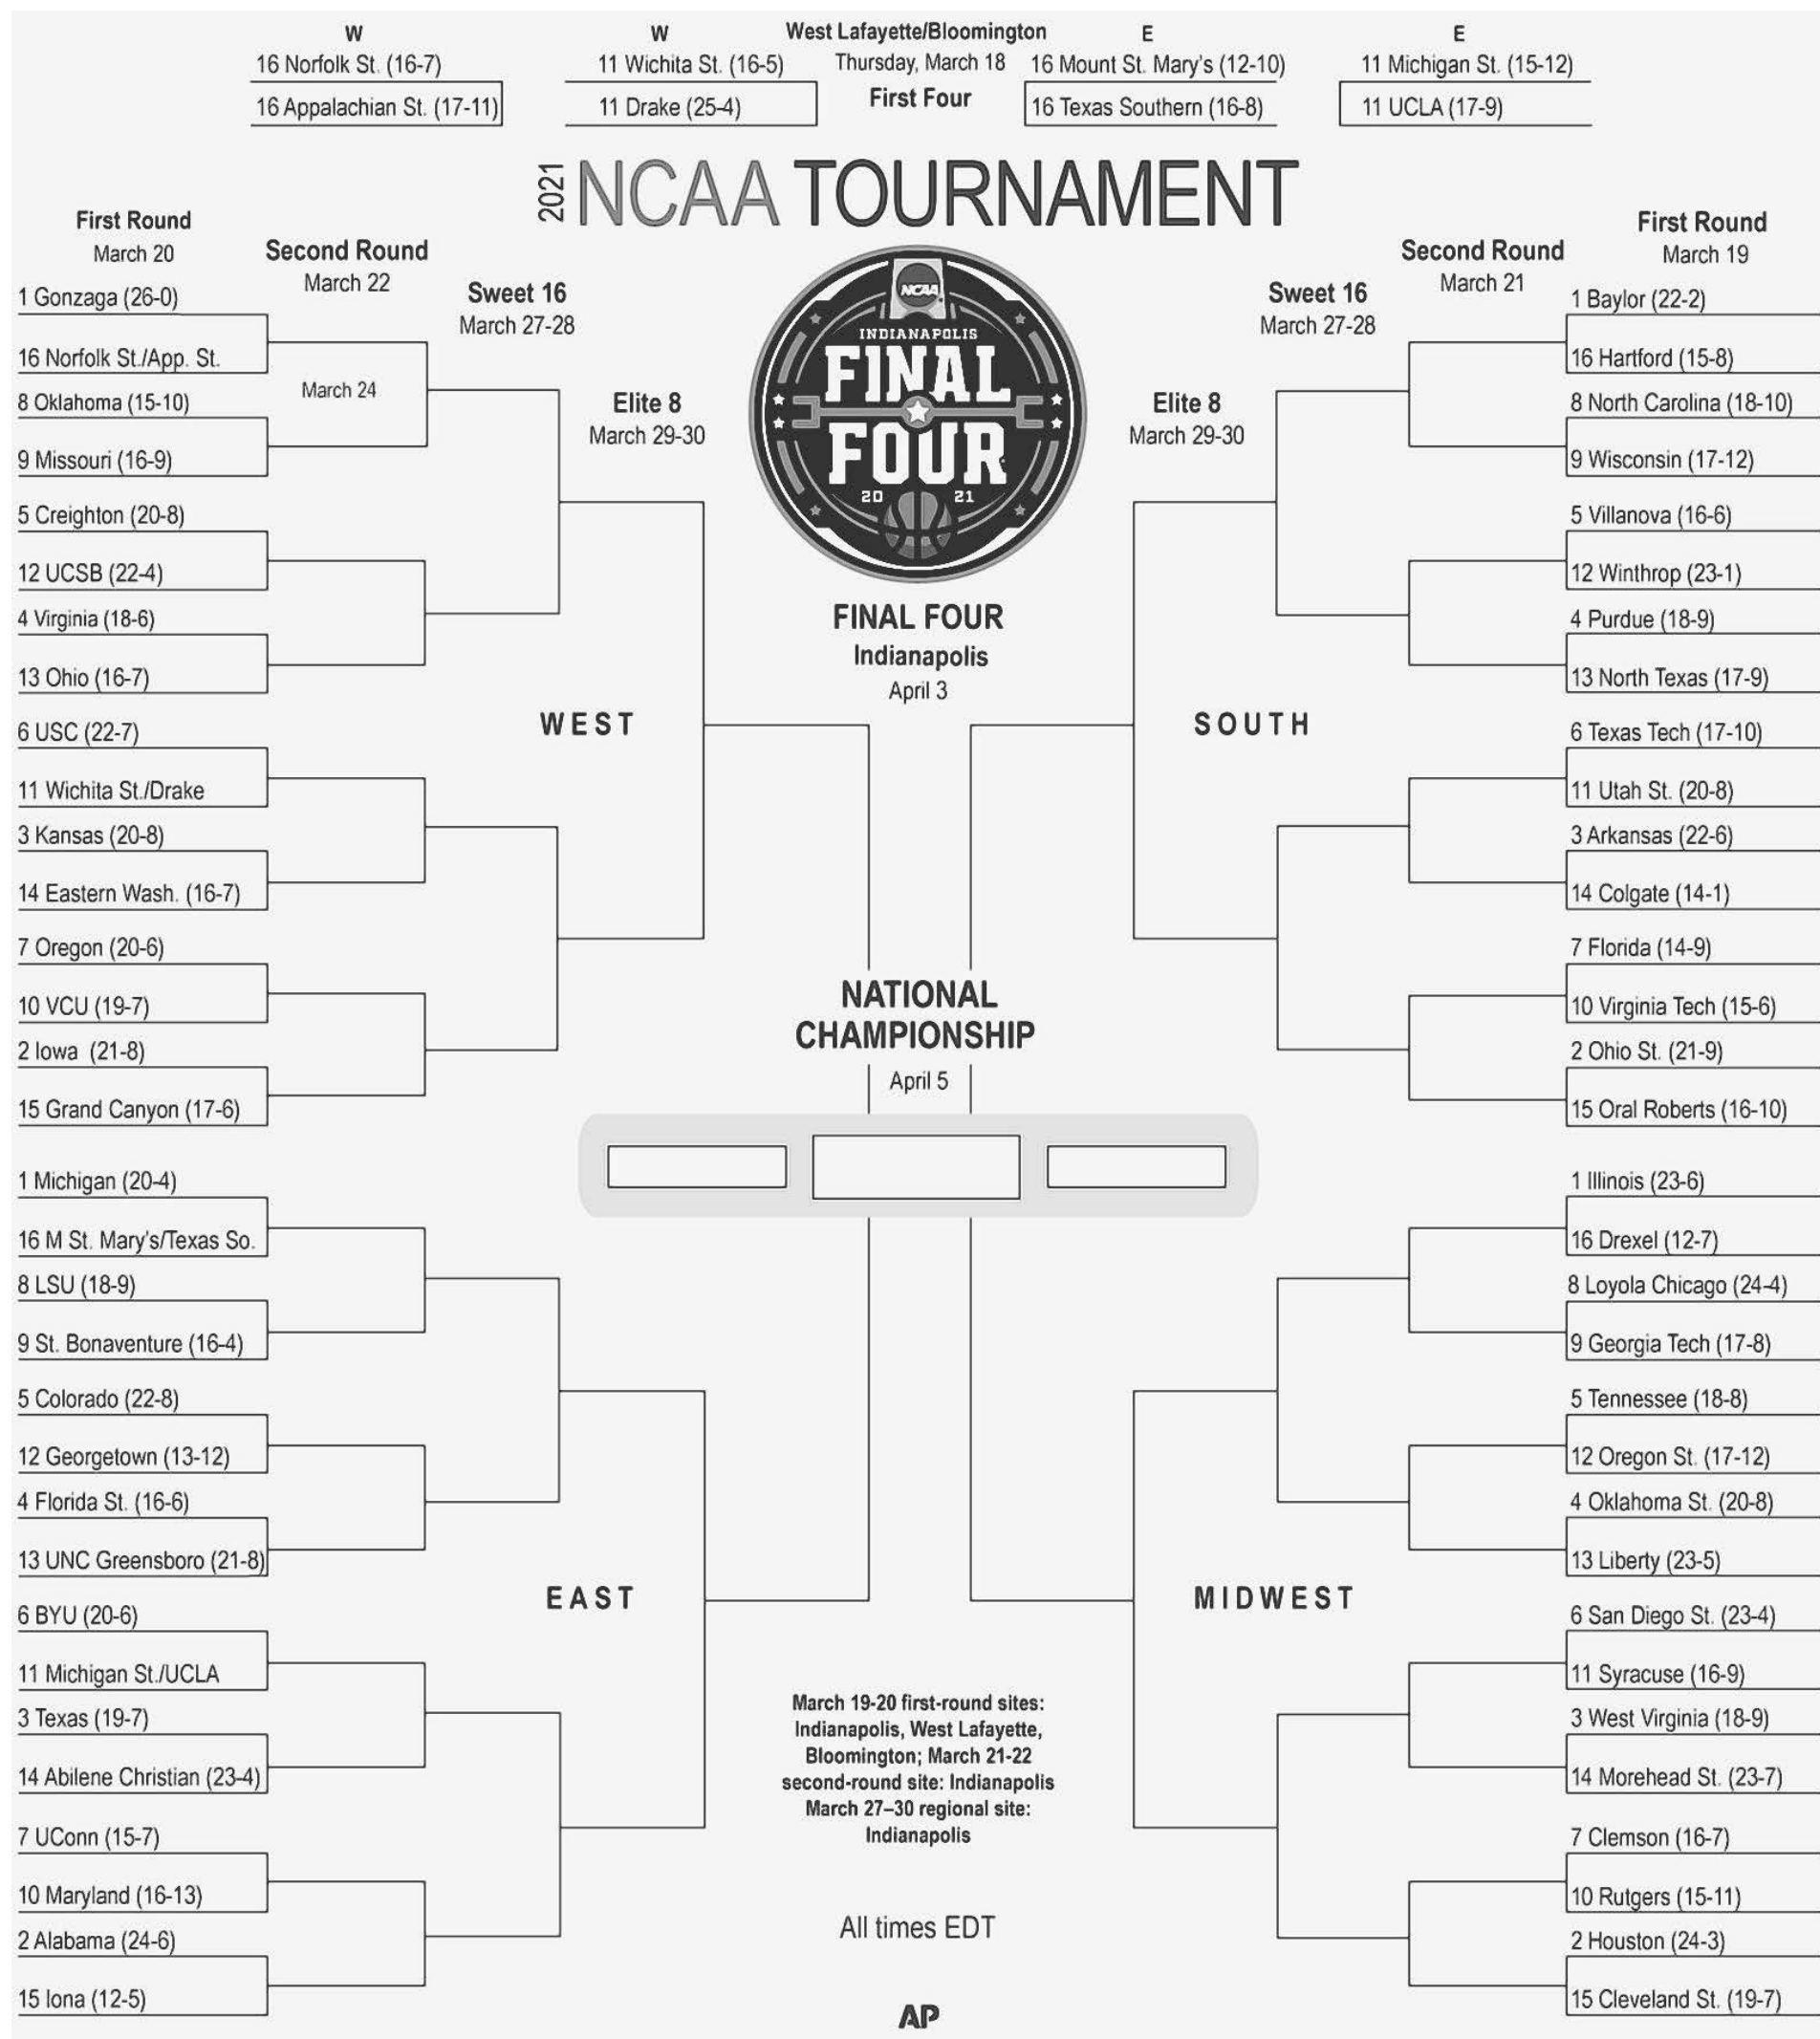 W
16 Norfolk St. (16-7)
16 Appalachian St. (17-11)
W
11 Wichita St. (16-5)
11 Drake (25-4)
West Lafayette/Bloomington
Thursday, March 18
First Four
E
16 Mount St. Mary's (12-10)
16 Texas Southern (16-8)
E
11 Michigan St. (15-12)
11 UCLA (17-9)
2021 NCAA TOURNAMENT
First Round
March 20
Second Round
March 22
Sweet 16
March 27-28
Elite 8
March 29-30
1 Gonzaga (26-0)
16 Norfolk St./App. St.
March 24
8 Oklahoma (15-10)
9 Missouri (16-9)
5 Creighton (20-8)
12 UCSB (22-4)
4 Virginia (18-6)
13 Ohio (16-7)
WEST
6 USC (22-7)
11 Wichita St./Drake
3 Kansas (20-8)
14 Eastern Wash. (16-7)
7 Oregon (20-6)
10 VCU (19-7)
2 Iowa (21-8)
15 Grand Canyon (17-6)
1 Michigan (20-4)
16 M St. Mary's/Texas So.
8 LSU (18-9)
9 St. Bonaventure (16-4)
5 Colorado (22-8)
12 Georgetown (13-12)
4 Florida St. (16-6)
13 UNC Greensboro (21-8)
EAST
6 BYU (20-6)
11 Michigan St./UCLA
3 Texas (19-7)
14 Abilene Christian (23-4)
7 UConn (15-7)
10 Maryland (16-13)
2 Alabama (24-6)
15 Iona (12-5)
NCAA
INDIANAPOLIS
FINAL
FOUR
20 21
FINAL FOUR
Indianapolis
April 3
NATIONAL
CHAMPIONSHIP
April 5
March 19-20 first-round sites:
Indianapolis, West Lafayette,
Bloomington; March 21-22
second-round site: Indianapolis
March 27–30 regional site:
Indianapolis
All times EDT
AP
First Round
March 19
Second Round
March 21
Sweet 16
March 27-28
Elite 8
March 29-30
1 Baylor (22-2)
16 Hartford (15-8)
8 North Carolina (18-10)
9 Wisconsin (17-12)
5 Villanova (16-6)
12 Winthrop (23-1)
4 Purdue (18-9)
13 North Texas (17-9)
SOUTH
6 Texas Tech (17-10)
11 Utah St. (20-8)
3 Arkansas (22-6)
14 Colgate (14-1)
7 Florida (14-9)
10 Virginia Tech (15-6)
2 Ohio St. (21-9)
15 Oral Roberts (16-10)
1 Illinois (23-6)
16 Drexel (12-7)
8 Loyola Chicago (24-4)
9 Georgia Tech (17-8)
5 Tennessee (18-8)
12 Oregon St. (17-12)
4 Oklahoma St. (20-8)
13 Liberty (23-5)
MIDWEST
6 San Diego St. (23-4)
11 Syracuse (16-9)
3 West Virginia (18-9)
14 Morehead St. (23-7)
7 Clemson (16-7)
10 Rutgers (15-11)
2 Houston (24-3)
15 Cleveland St. (19-7)